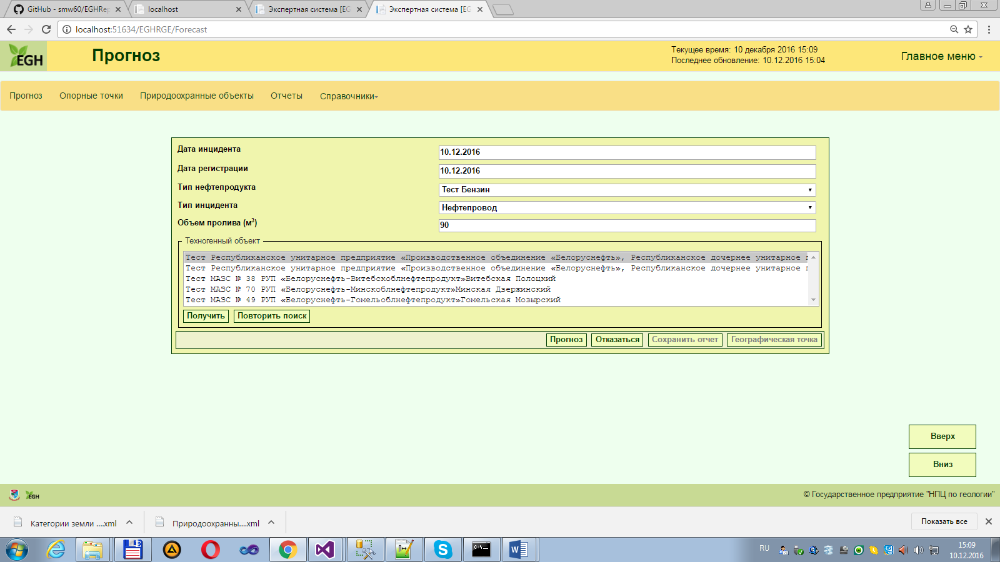 GitHub - smw60/EGHRep
localhost
Экспертная система [EG
Экспертная система [EG
localhost:51634/EGHRGE/Forecast
EGH
Прогноз
Текущее время: 10 декабря 2016 15:09
Последнее обновление: 10.12.2016 15:04
Главное меню
Прогноз
Опорные точки
Природоохранные объекты
Отчеты
Справочники
Дата инцидента
10.12.2016
Дата регистрации
10.12.2016
Тип нефтепродукта
Тест Бензин
Тип инцидента
Нефтепровод
Объем пролива (м³)
90
Техногенный объект
Тест Республиканское унитарное предприятие «Производственное объединение «Белоруснефть», Республиканское дочернее унитарное
Тест Республиканское унитарное предприятие «Производственное объединение «Белоруснефть», Республиканское дочернее унитарное
Тест МАЗС № 38 РУП «Белоруснефть-Витебскоблнефтепродукт»Витебская Полоцкий
Тест МАЗС № 70 РУП «Белоруснефть-Минскоблнефтепродукт»Минская Дзержинский
Тест МАЗС № 49 РУП «Белоруснефть-Гомельоблнефтепродукт»Гомельская Мозырский
Получить
Повторить поиск
Прогноз
Отказаться
Сохранить отчет
Географическая точка
Вверх
Вниз
EGH
© Государственное предприятие "НПЦ по геологии"
Категории земли ....xml
Природоохранны....xml
Показать все
RU
15:09
10.12.2016